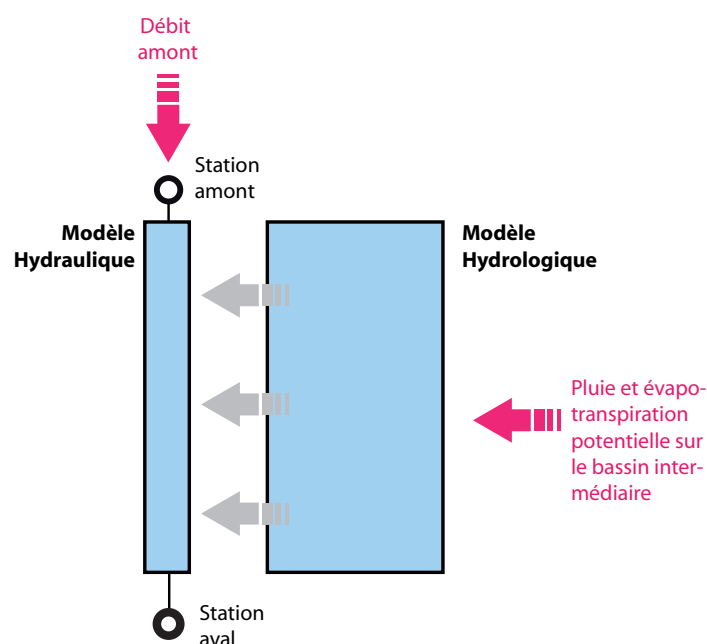 Débit
amont
Station
amont
Modèle
Hydraulique
Modèle
Hydrologique
Pluie et évapo-
transpiration
potentielle sur
le bassin inter-
médiaire
Station
aval